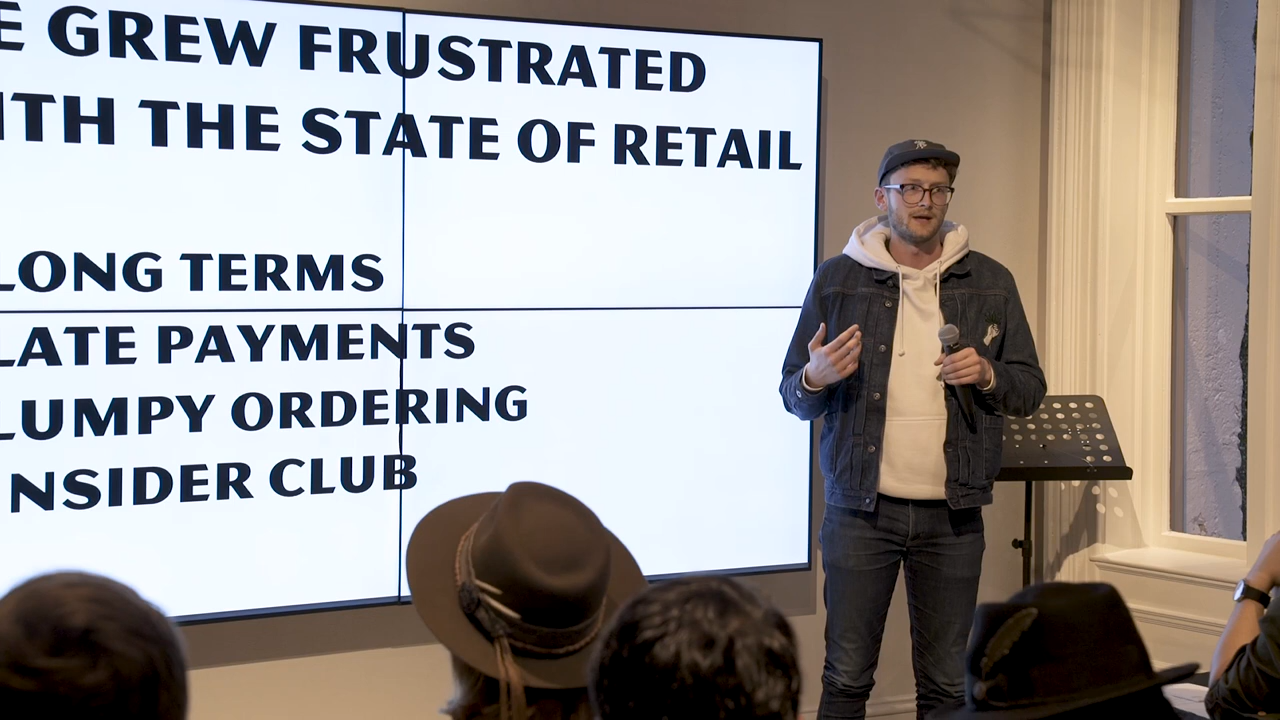 E GREW FRUSTRATED
ITH THE STATE OF RETAIL
LONG TERMS
LATE PAYMENTS
LUMPY ORDERING
NSIDER CLUB